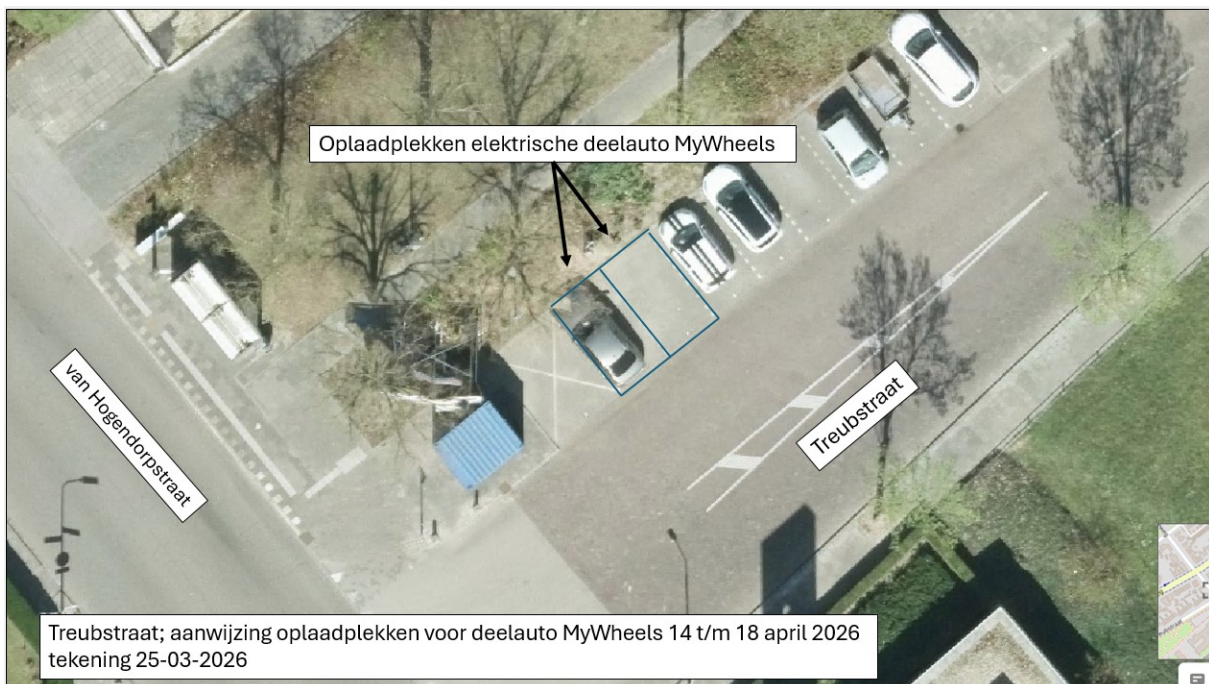 Oplaadplekken elektrische deelauto MyWheels
van Hogendorpstraat
Treubstraat
Treubstraat; aanwijzing oplaadplekken voor deelauto MyWheels 14 t/m 18 april 2026
tekening 25-03-2026